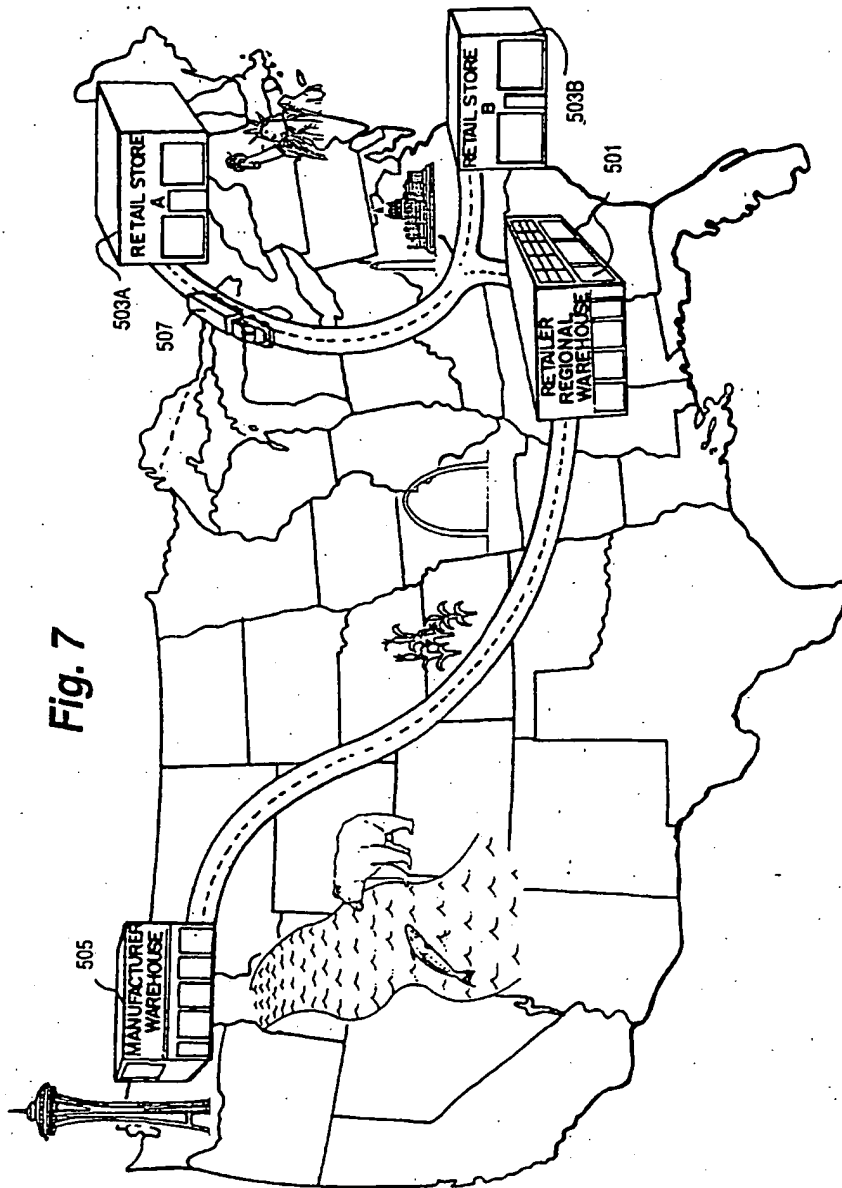 Fig. 7
505
MANUFACTURER
WAREHOUSE
503A
RETAIL STORE
A
507
RETAIL STORE
B
503B
501
RETAILER
REGIONAL
WAREHOUSE